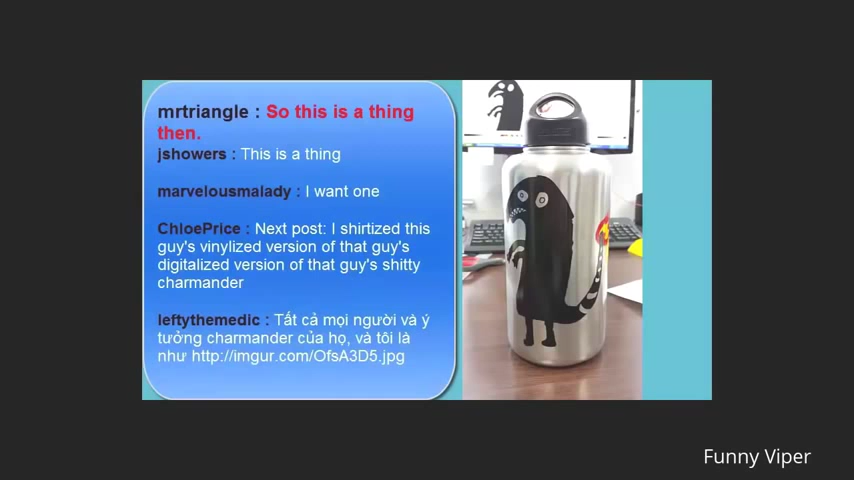 mrtriangle : So this is a thing
then.
jshowers : This is a thing
marvelousmalady : I want one
ChloePrice : Next post: I shirtized this
guy's vinylized version of that guy's
digitalized version of that guy's shitty
charmander
leftythemedic : Tất cả mọi người và ý
tưởng charmander của họ, và tôi là
như http://imgur.com/OfsA3D5.jpg
Funny Viper